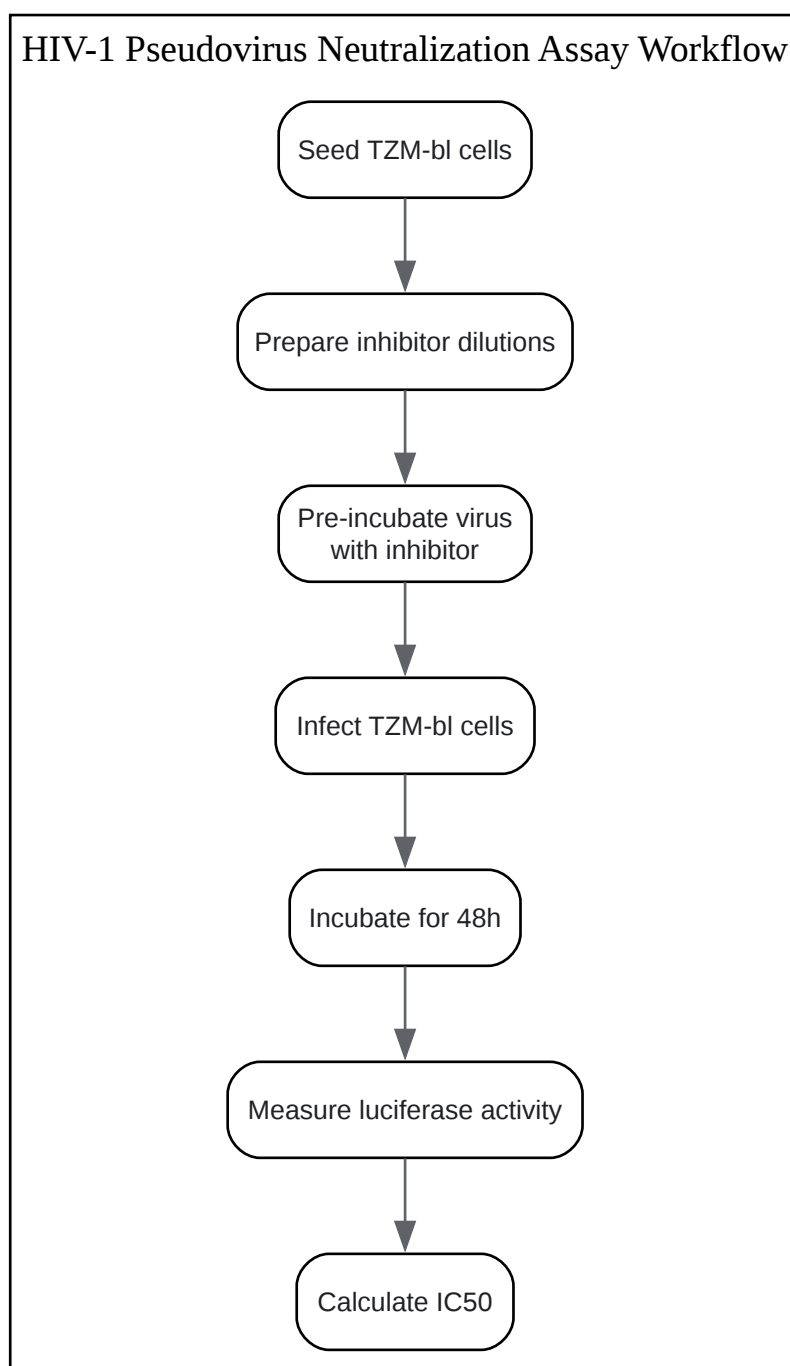 HIV-1 Pseudovirus Neutralization Assay Workflow
Seed TZM-bl cells
Prepare inhibitor dilutions
Pre-incubate virus
with inhibitor
Infect TZM-bl cells
Incubate for 48h
Measure luciferase activity
Calculate IC50